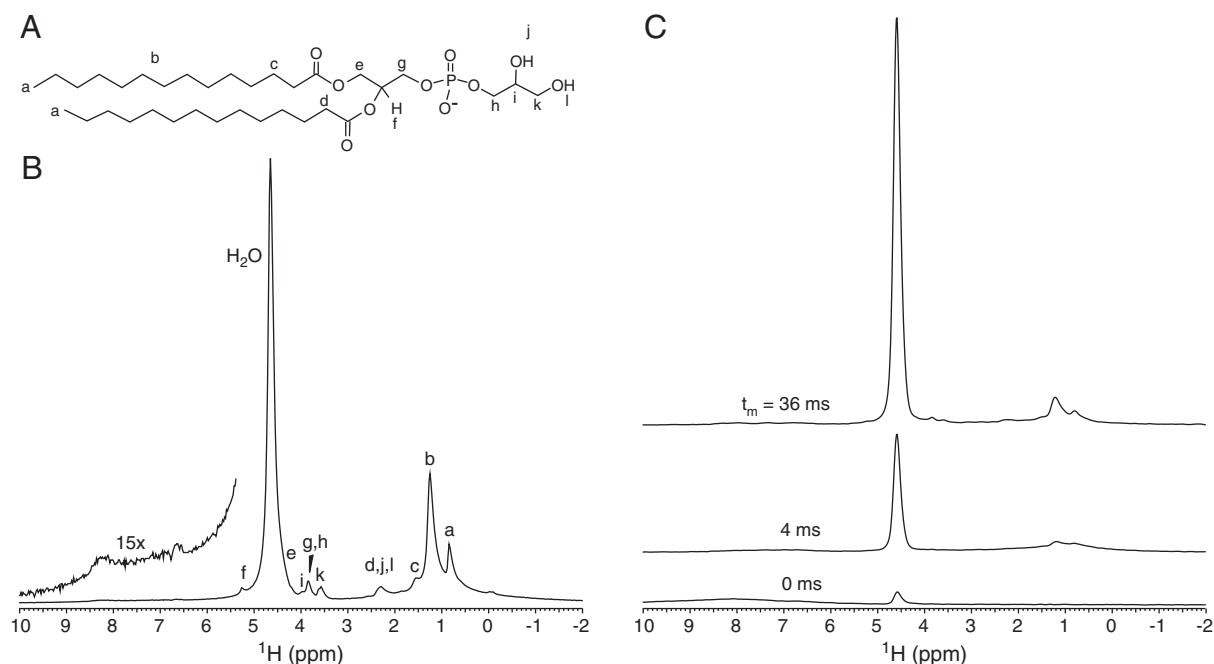 A
b
c
O
e
g
O
j
OH
a
O
O
P
O
OH
i
k
l
O-
h
a
d
O
H
f
O
B
H2O
15x
f
e
g,h
i
k
d,j,l
c
b
a
10 9 8 7 6 5 4 3 2 1 0 -1 -2
1H (ppm)
C
tm = 36 ms
4 ms
0 ms
10 9 8 7 6 5 4 3 2 1 0 -1 -2
1H (ppm)